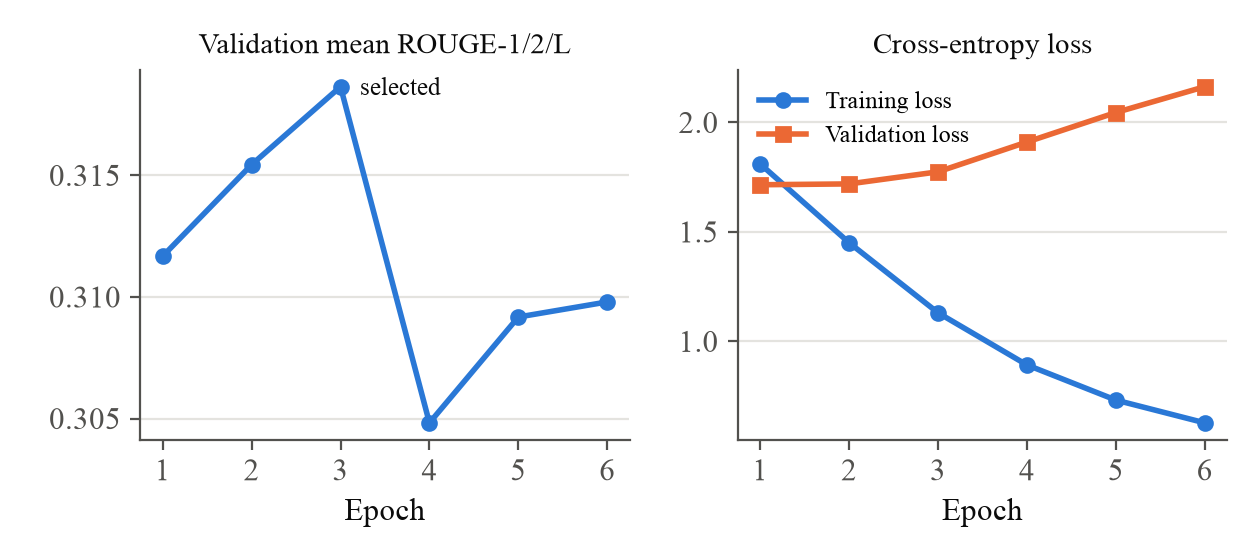 Validation mean ROUGE-1/2/L
selected
0.315
0.310
0.305
1 2 3 4 5 6
Epoch
Cross-entropy loss
Training loss
Validation loss
2.0
1.5
1.0
1 2 3 4 5 6
Epoch